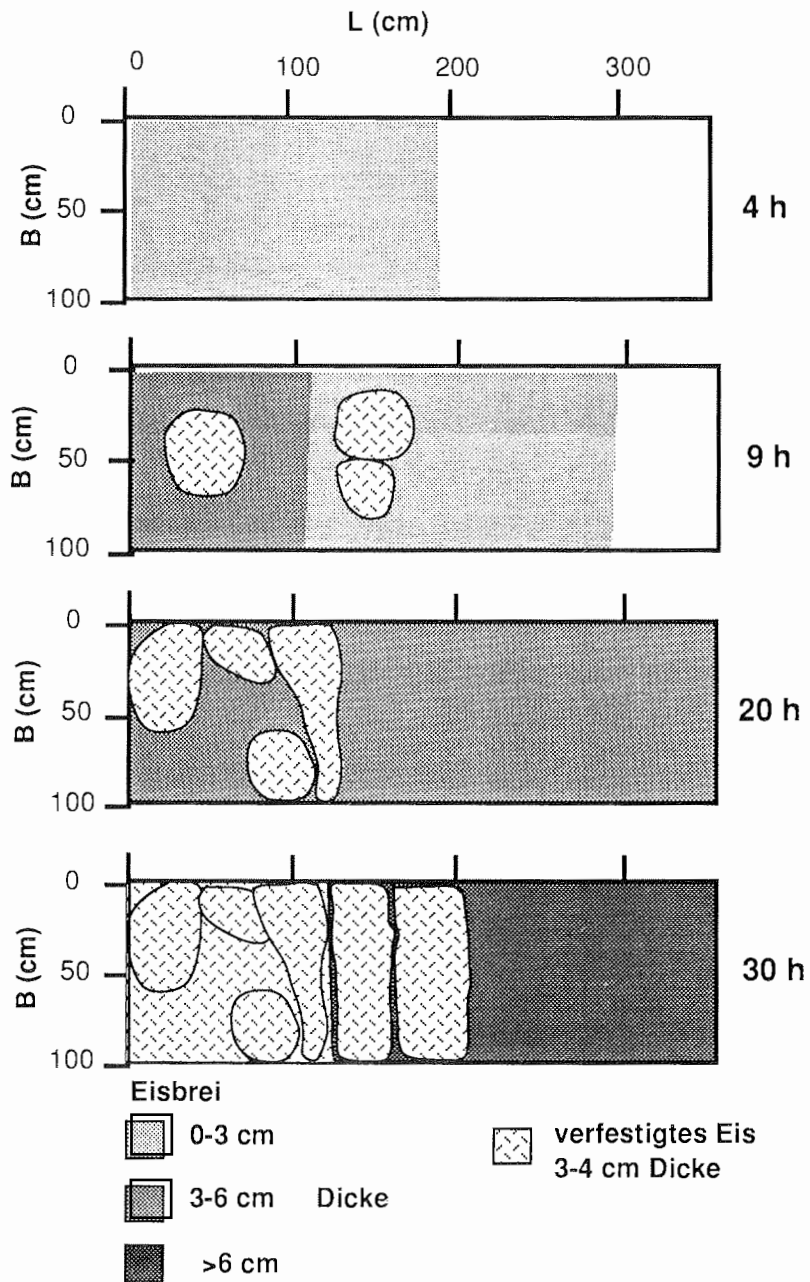 L (cm)
0 100 200 300
0
50
100
B (cm)
4 h
0
50
100
B (cm)
9 h
0
50
100
B (cm)
20 h
0
50
100
B (cm)
30 h
Eisbrei
0-3 cm
3-6 cm Dicke
>6 cm
verfestigtes Eis
3-4 cm Dicke